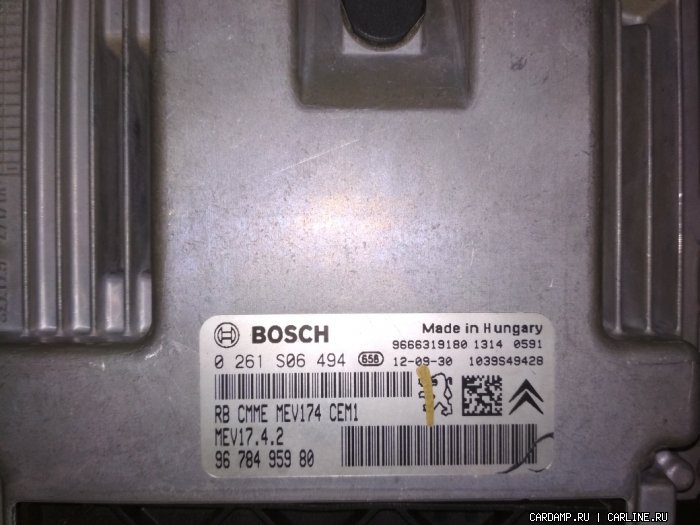 BOSCH
Made in Hungary
9666319180 1314 0591
0 261 S06 494 658 12-09-30 1039S49428
RB CMME MEV174 CEM1
MEV17.4.2
96 784 959 80
CARDAMP.RU | CARLINE.RU